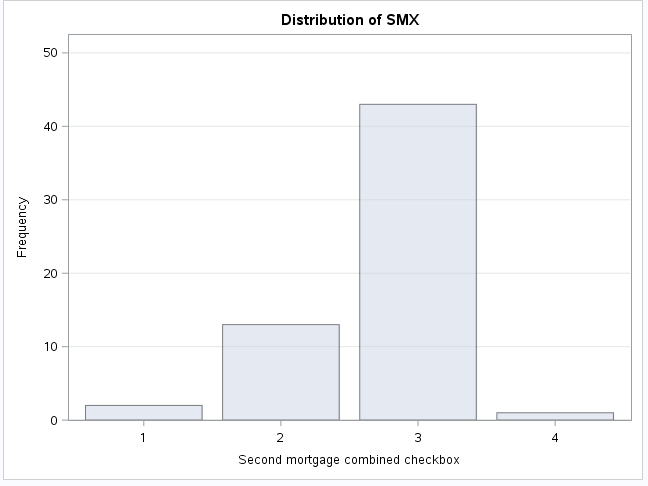 Distribution of SMX
50
40
30
20
10
0
Frequency
1 2 3 4
Second mortgage combined checkbox